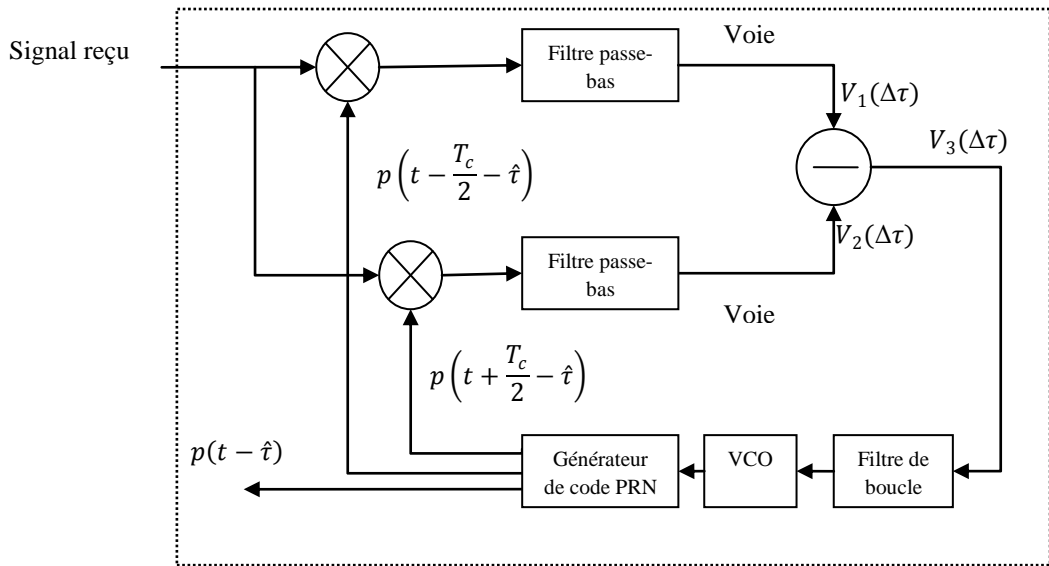 Signal reçu
Voie
Filtre passe-
bas
V₁(Δτ)
V₃(Δτ)
p(t − T_c/2 − τ̂)
V₂(Δτ)
Filtre passe-
bas
Voie
p(t + T_c/2 − τ̂)
p(t − τ̂)
Générateur
de code PRN
VCO
Filtre de
boucle